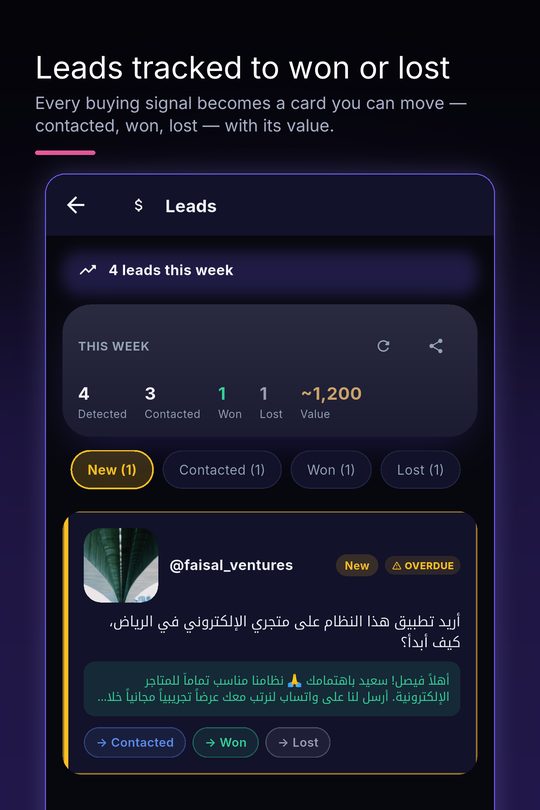 Leads tracked to won or lost
Every buying signal becomes a card you can move —
contacted, won, lost — with its value.
$ Leads
4 leads this week
THIS WEEK
4 3 1 1 ~1,200
Detected Contacted Won Lost Value
New (1) Contacted (1) Won (1) Lost (1)
@faisal_ventures New OVERDUE
أريد تطبيق هذا النظام على متجري الإلكتروني في الرياض،
كيف أبدأ؟
أهلاً فيصل! سعيد باهتمامك 🙏 نظامنا مناسب تماماً للمتاجر
الإلكترونية. أرسل لنا على واتساب لنرتب معك عرضاً تجريبياً مجانياً خلا...
→ Contacted → Won → Lost